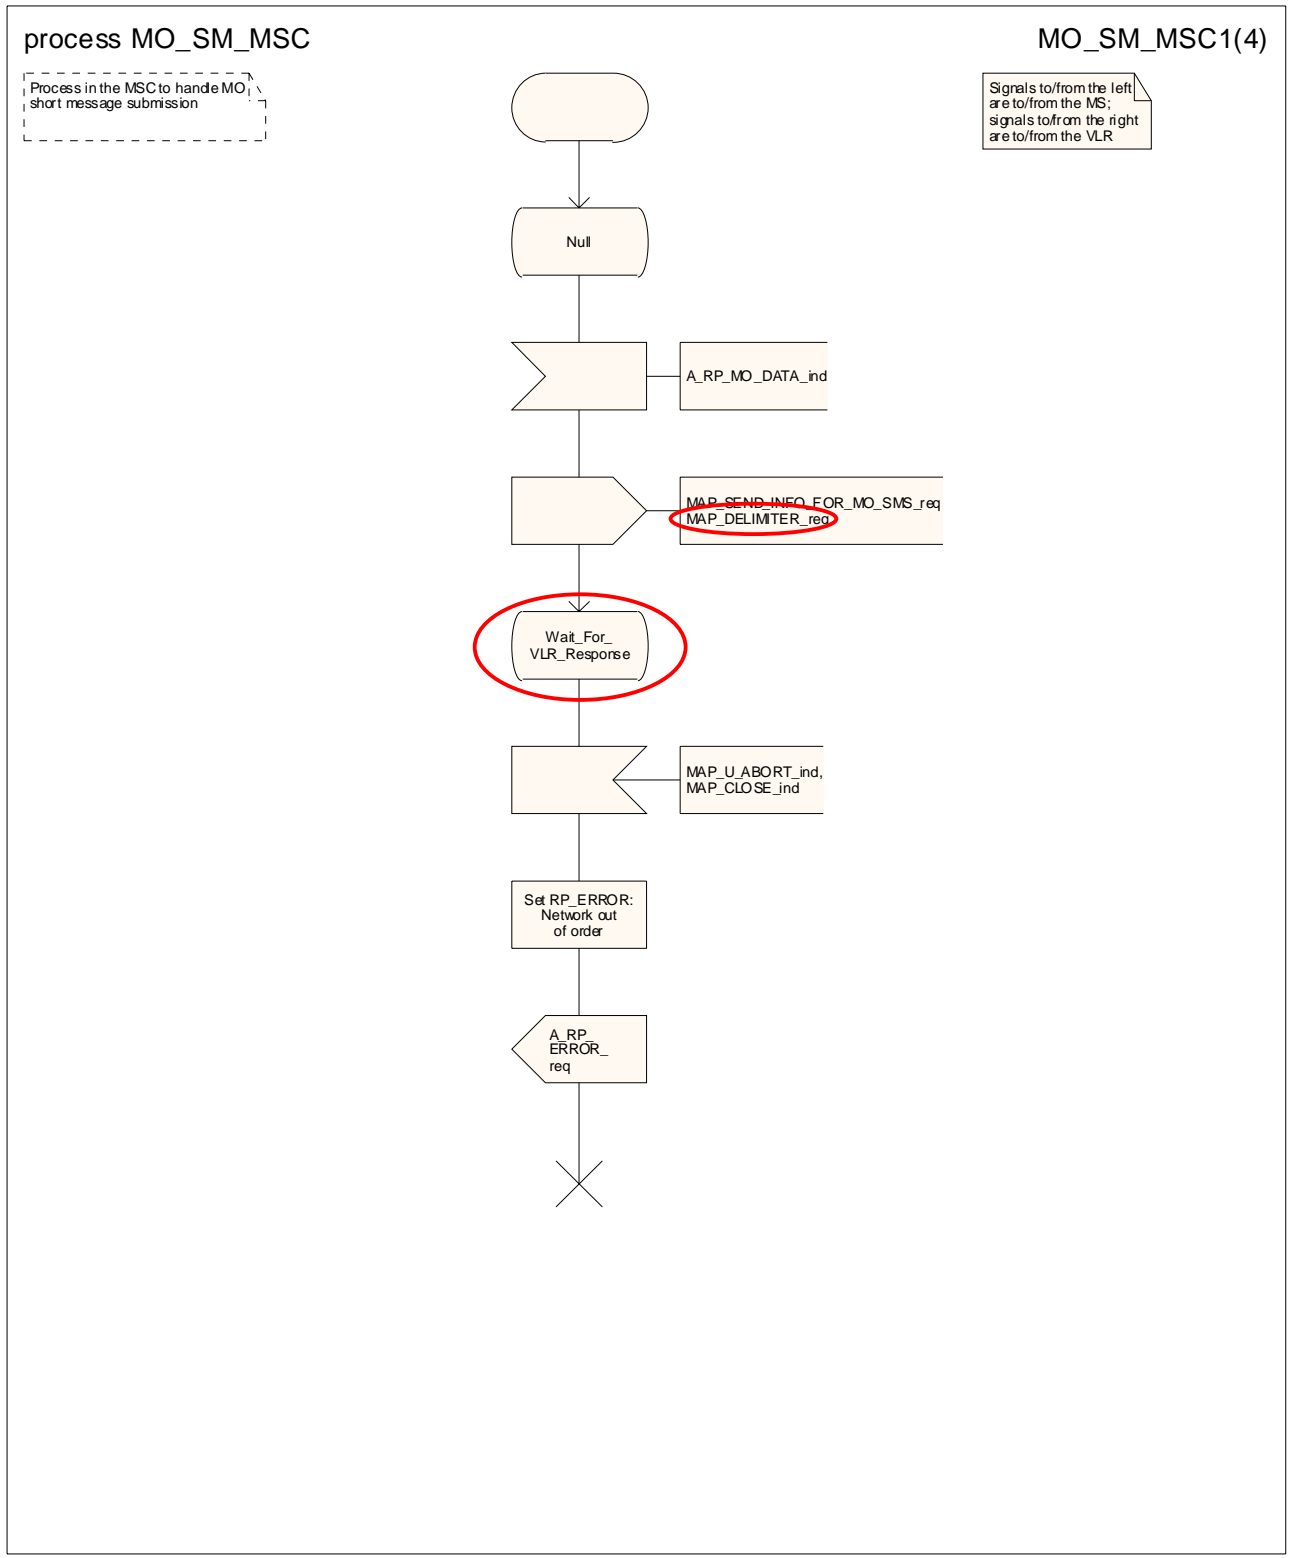 process MO_SM_MSC
MO_SM_MSC1(4)
Process in the MSC to handle MO
short message submission
Signals to/from the left
are to/from the MS;
signals to/from the right
are to/from the VLR
Null
A_RP_MO_DATA_ind
MAP_SEND_INFO_FOR_MO_SMS_req
MAP_DELIMITER_req
Wait_For_
VLR_Response
MAP_U_ABORT_ind,
MAP_CLOSE_ind
Set RP_ERROR:
Network out
of order
A_RP_
ERROR_
req